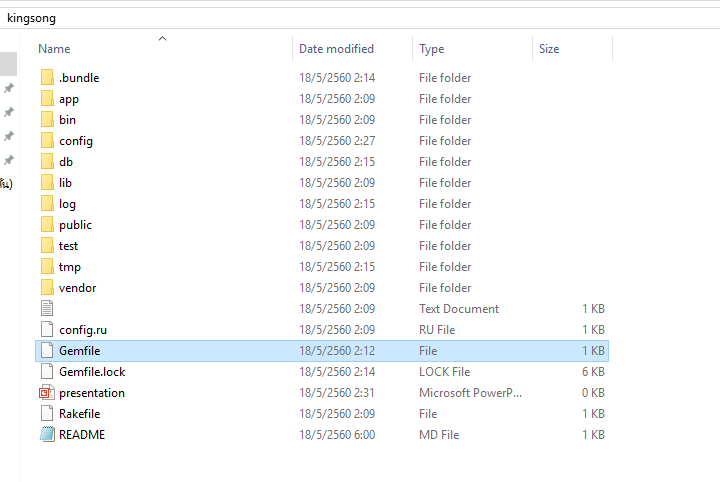 kingsong
Name Date modified Type Size
.bundle 18/5/2560 2:14 File folder
app 18/5/2560 2:09 File folder
bin 18/5/2560 2:09 File folder
config 18/5/2560 2:27 File folder
db 18/5/2560 2:15 File folder
lib 18/5/2560 2:09 File folder
log 18/5/2560 2:15 File folder
public 18/5/2560 2:09 File folder
test 18/5/2560 2:09 File folder
tmp 18/5/2560 2:15 File folder
vendor 18/5/2560 2:09 File folder
18/5/2560 2:09 Text Document 1 KB
config.ru 18/5/2560 2:09 RU File 1 KB
Gemfile 18/5/2560 2:12 File 1 KB
Gemfile.lock 18/5/2560 2:14 LOCK File 6 KB
presentation 18/5/2560 2:31 Microsoft PowerP... 0 KB
Rakefile 18/5/2560 2:09 File 1 KB
README 18/5/2560 6:00 MD File 1 KB